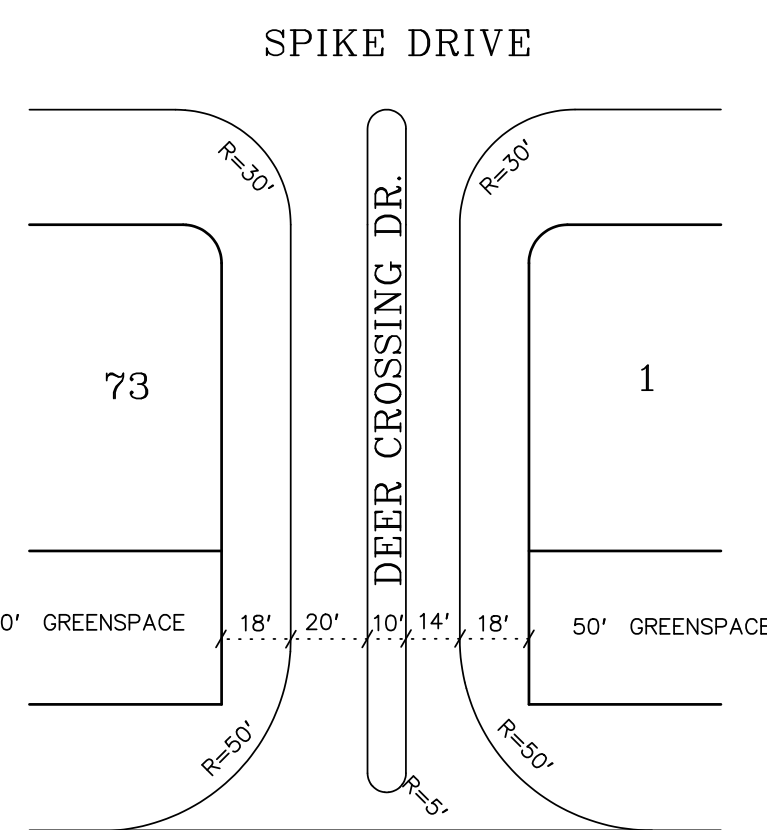 SPIKE DRIVE
R=30'
R=30'
DEER CROSSING DR.
73
1
0' GREENSPACE
18'
20'
10'
14'
18'
50' GREENSPACE
R=50'
R=50'
R=5'